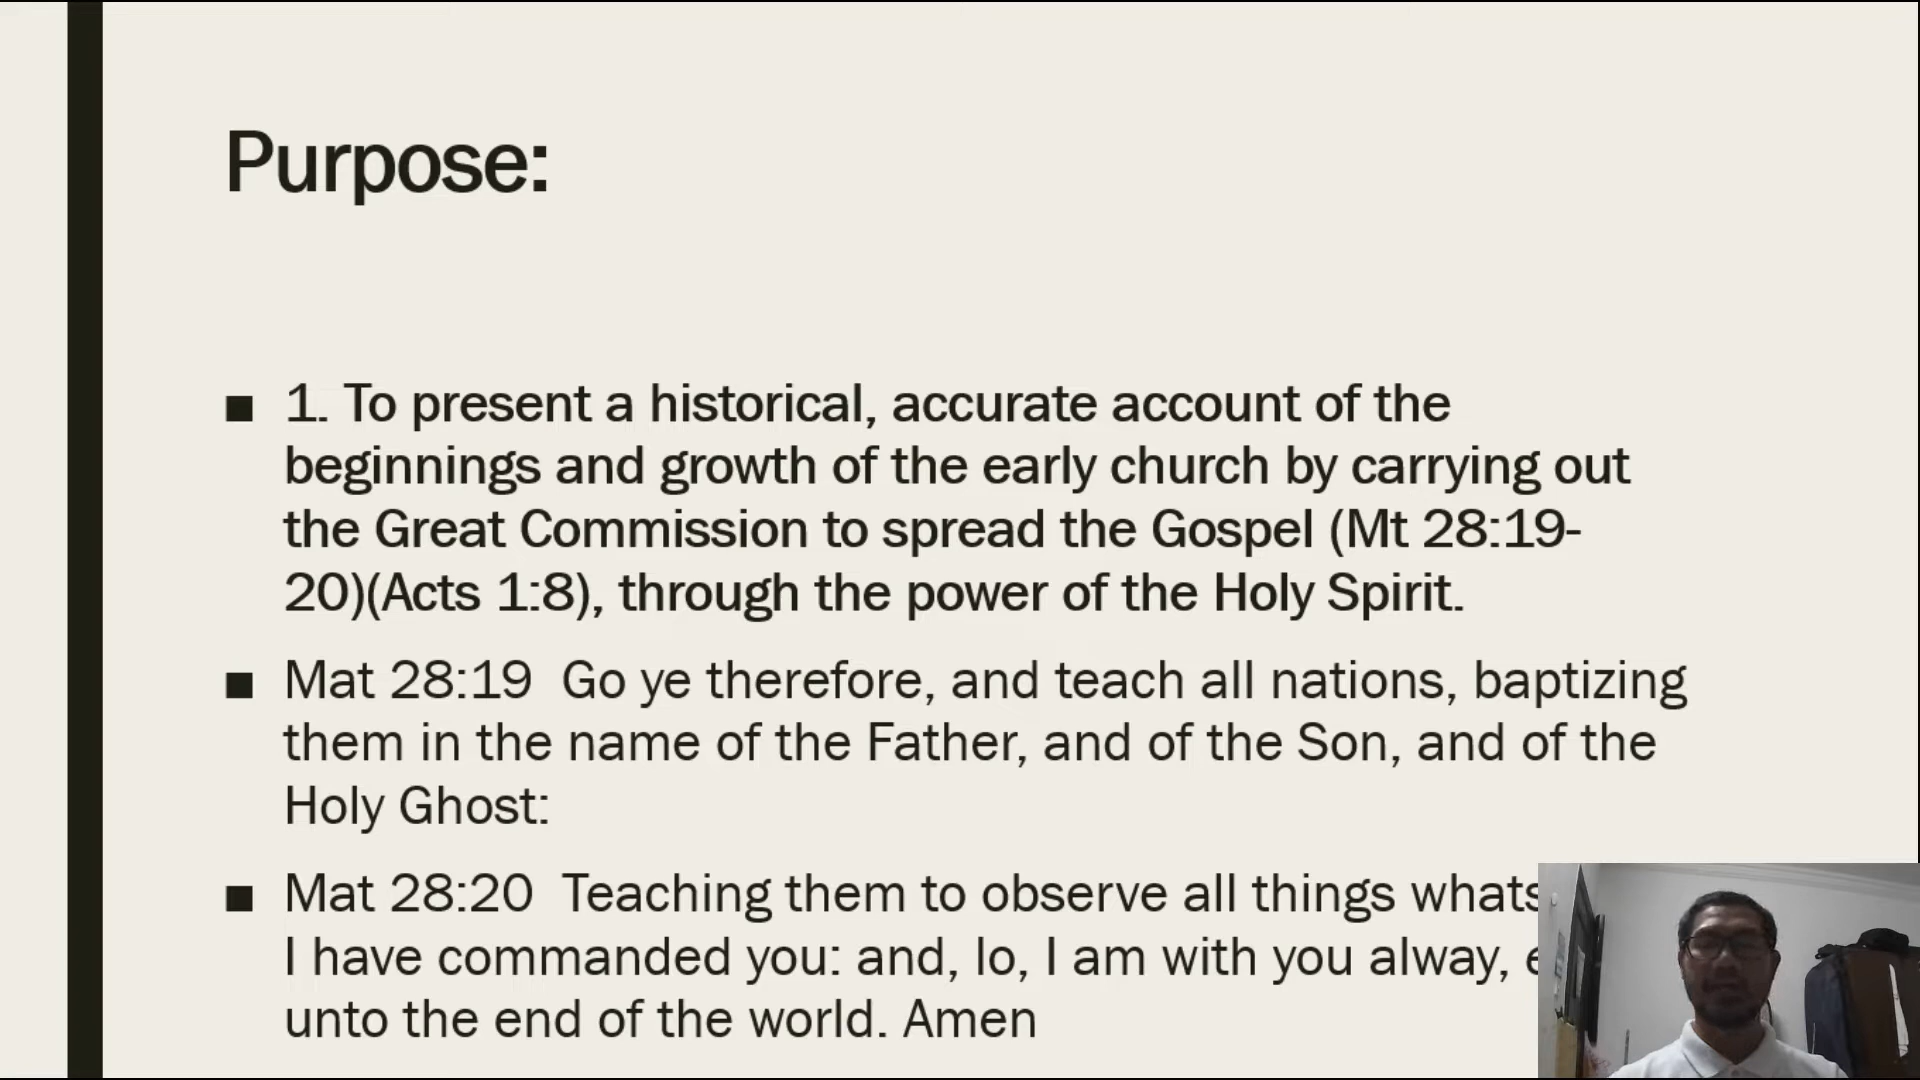 Purpose:
■ 1. To present a historical, accurate account of the
beginnings and growth of the early church by carrying out
the Great Commission to spread the Gospel (Mt 28:19-
20)(Acts 1:8), through the power of the Holy Spirit.
■ Mat 28:19  Go ye therefore, and teach all nations, baptizing
them in the name of the Father, and of the Son, and of the
Holy Ghost:
■ Mat 28:20  Teaching them to observe all things
I have commanded you: and, lo, I am with you alway,
unto the end of the world. Amen